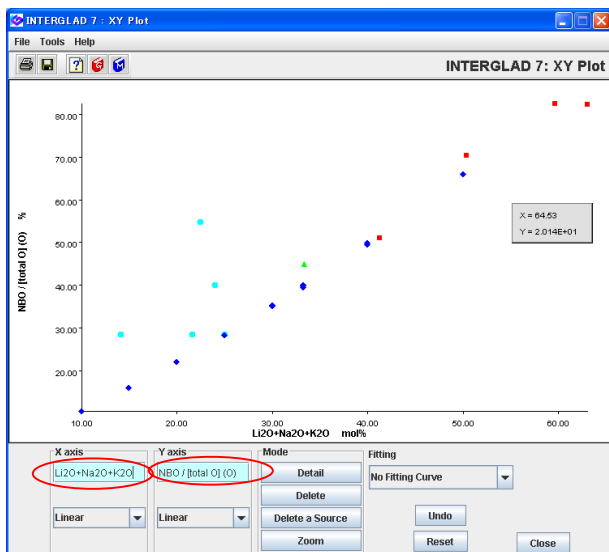 INTERGLAD 7 : XY Plot
File Tools Help
INTERGLAD 7: XY Plot
80.00
70.00
60.00
50.00
40.00
30.00
20.00
NBO / [total O] (O) %
X = 64.53
Y = 2.014E+01
10.00 20.00 30.00 40.00 50.00 60.00
Li2O+Na2O+K2O mol%
X axis Y axis Mode Fitting
Li2O+Na2O+K2O NBO / [total O] (O) Detail No Fitting Curve
Delete
Linear Linear Delete a Source Undo
Zoom Reset Close